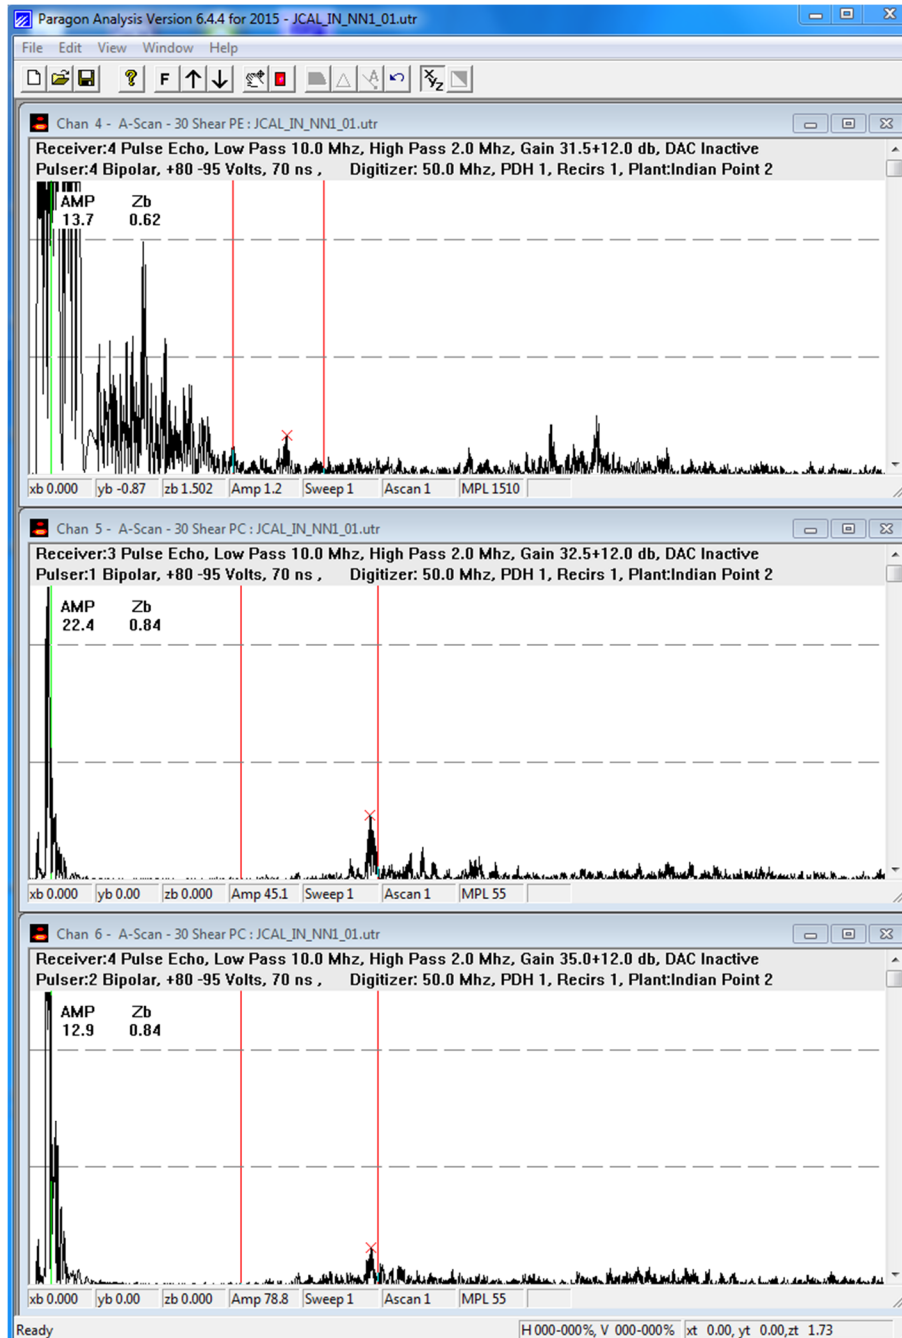 Paragon Analysis Version 6.4.4 for 2015 - JCAL_IN_NN1_01.utr
File Edit View Window Help
? F XYZ
Chan 4 - A-Scan - 30 Shear PE : JCAL_IN_NN1_01.utr
Receiver:4 Pulse Echo, Low Pass 10.0 Mhz, High Pass 2.0 Mhz, Gain 31.5+12.0 db, DAC Inactive
Pulser:4 Bipolar, +80 -95 Volts, 70 ns , Digitizer: 50.0 Mhz, PDH 1, Recirs 1, Plant:Indian Point 2
AMP Zb
13.7 0.62
xb 0.000 yb -0.87 zb 1.502 Amp 1.2 Sweep 1 Ascan 1 MPL 1510
Chan 5 - A-Scan - 30 Shear PC : JCAL_IN_NN1_01.utr
Receiver:3 Pulse Echo, Low Pass 10.0 Mhz, High Pass 2.0 Mhz, Gain 32.5+12.0 db, DAC Inactive
Pulser:1 Bipolar, +80 -95 Volts, 70 ns , Digitizer: 50.0 Mhz, PDH 1, Recirs 1, Plant:Indian Point 2
AMP Zb
22.4 0.84
xb 0.000 yb 0.00 zb 0.000 Amp 45.1 Sweep 1 Ascan 1 MPL 55
Chan 6 - A-Scan - 30 Shear PC : JCAL_IN_NN1_01.utr
Receiver:4 Pulse Echo, Low Pass 10.0 Mhz, High Pass 2.0 Mhz, Gain 35.0+12.0 db, DAC Inactive
Pulser:2 Bipolar, +80 -95 Volts, 70 ns , Digitizer: 50.0 Mhz, PDH 1, Recirs 1, Plant:Indian Point 2
AMP Zb
12.9 0.84
xb 0.000 yb 0.00 zb 0.000 Amp 78.8 Sweep 1 Ascan 1 MPL 55
Ready H 000-000%, V 000-000% xt 0.00, yt 0.00,zt 1.73